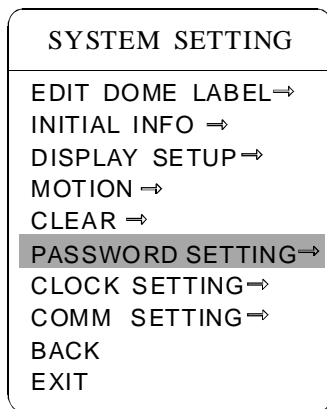 SYSTEM SETTING
EDIT DOME LABEL⇒
INITIAL INFO ⇒
DISPLAY SETUP⇒
MOTION ⇒
CLEAR ⇒
PASSWORD SETTING⇒
CLOCK SETTING⇒
COMM SETTING⇒
BACK
EXIT